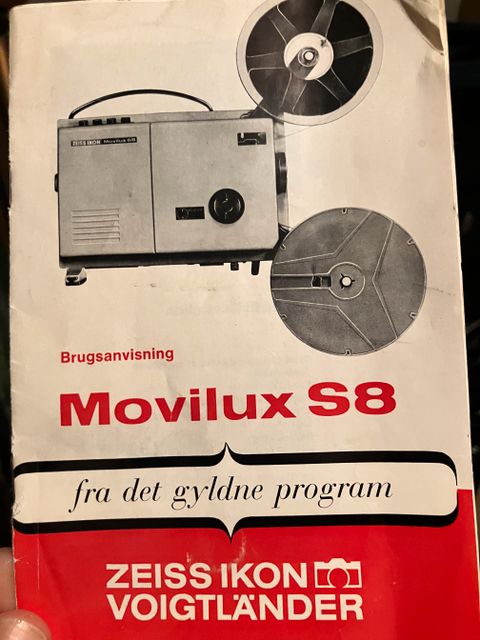 ZEISS IKON Movilux S8
Brugsanvisning
Movilux S8
fra det gyldne program
ZEISS IKON
VOIGTLÄNDER